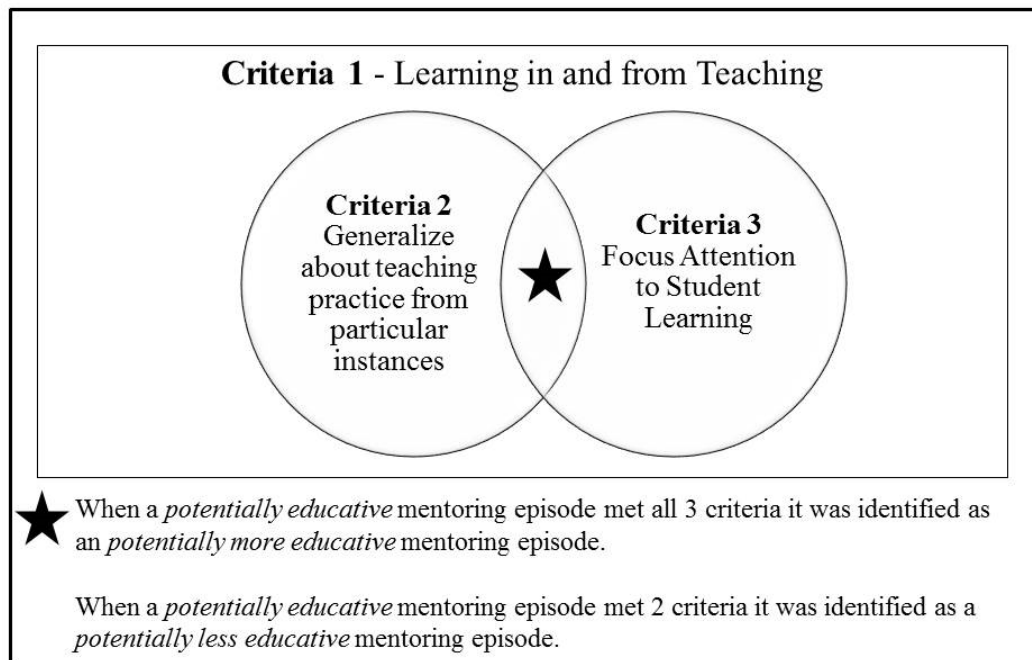 Criteria 1 - Learning in and from Teaching
Criteria 2
Generalize
about teaching
practice from
particular
instances
Criteria 3
Focus Attention
to Student
Learning
When a potentially educative mentoring episode met all 3 criteria it was identified as
an potentially more educative mentoring episode.
When a potentially educative mentoring episode met 2 criteria it was identified as a
potentially less educative mentoring episode.